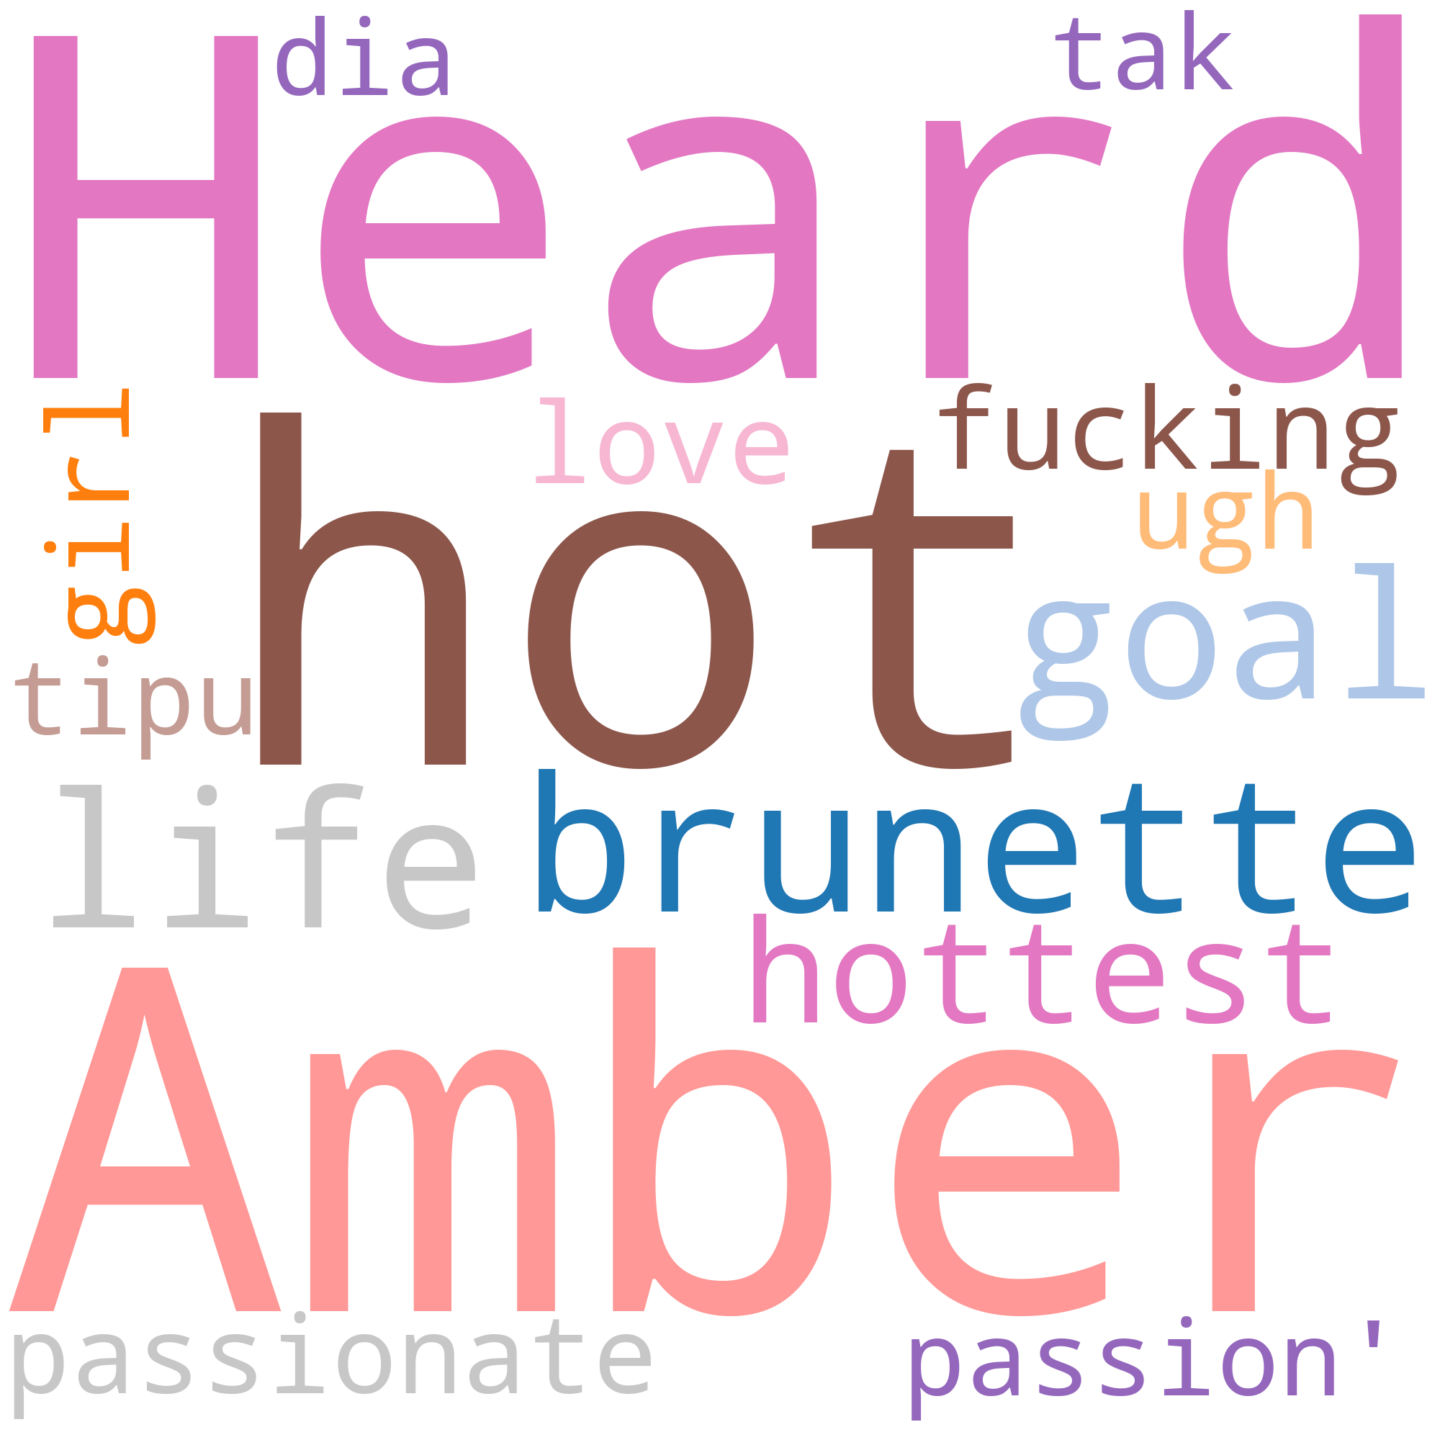 dia
tak
Heard
girl
love
fucking
hot
ugh
goal
tipu
life
brunette
hottest
Amber
passionate
passion'